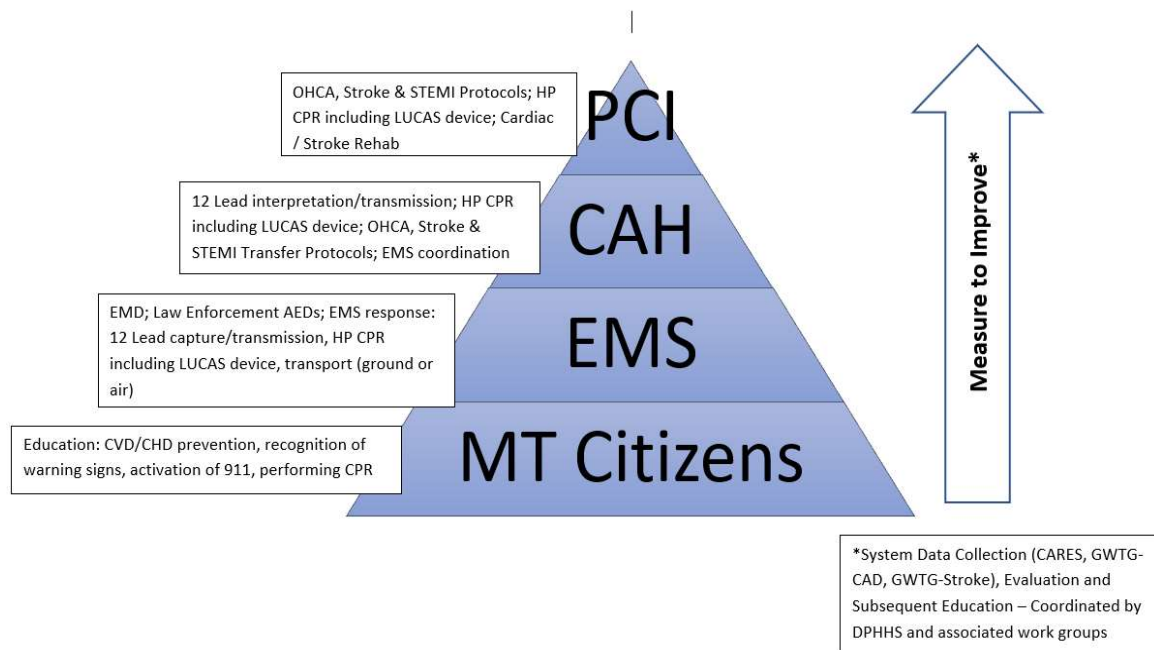 OHCA, Stroke & STEMI Protocols; HP
CPR including LUCAS device; Cardiac
/ Stroke Rehab
PCI
12 Lead interpretation/transmission; HP CPR
including LUCAS device; OHCA, Stroke &
STEMI Transfer Protocols; EMS coordination
CAH
EMD; Law Enforcement AEDs; EMS response:
12 Lead capture/transmission, HP CPR
including LUCAS device, transport (ground or
air)
EMS
Education: CVD/CHD prevention, recognition of
warning signs, activation of 911, performing CPR
MT Citizens
Measure to Improve*
*System Data Collection (CARES, GWTG-
CAD, GWTG-Stroke), Evaluation and
Subsequent Education – Coordinated by
DPHHS and associated work groups